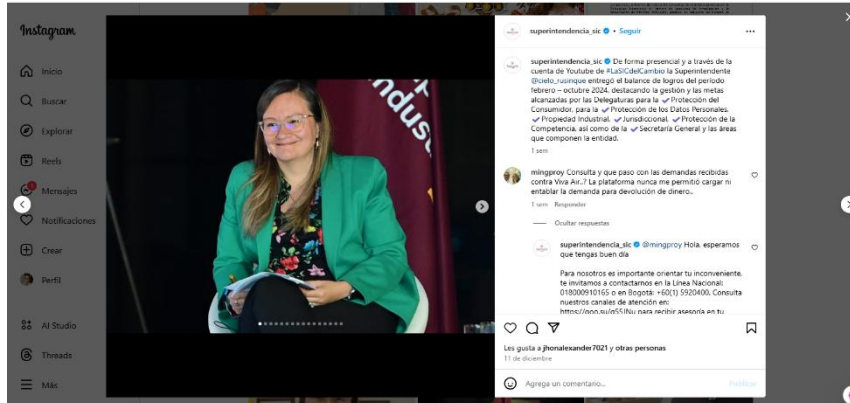 Instagram
Inicio
Buscar
Explorar
Reels
Mensajes
Notificaciones
Crear
Perfil
AI Studio
Threads
Más
superintendencia_sic • Seguir
superintendencia_sic De forma presencial y a través de la
cuenta de Youtube de #LaSICdelCambio la Superintendente
@cielo_rusinque entregó el balance de logros del período
febrero – octubre 2024, destacando la gestión y las metas
alcanzadas por las Delegaturas para la ✔Protección del
Consumidor, para la ✔Protección de los Datos Personales,
✔Propiedad Industrial, ✔Jurisdiccional, ✔Protección de la
Competencia, así como de la ✔Secretaría General y las áreas
que componen la entidad.
1 sem
mingproy Consulta y que paso con las demandas recibidas
contra Viva Air..? La plataforma nunca me permitió cargar ni
entablar la demanda para devolución de dinero..
1 sem Responder
Ocultar respuestas
superintendencia_sic @mingproy Hola, esperamos
que tengas buen día
Para nosotros es importante orientar tu inconveniente,
te invitamos a contactarnos en la Línea Nacional:
018000910165 o en Bogotá: +60(1) 5920400, Consulta
nuestros canales de atención en:
para recibir asesoría en tu
Les gusta a jhonalexander7021 y otras personas
11 de diciembre
Agrega un comentario...
Publicar